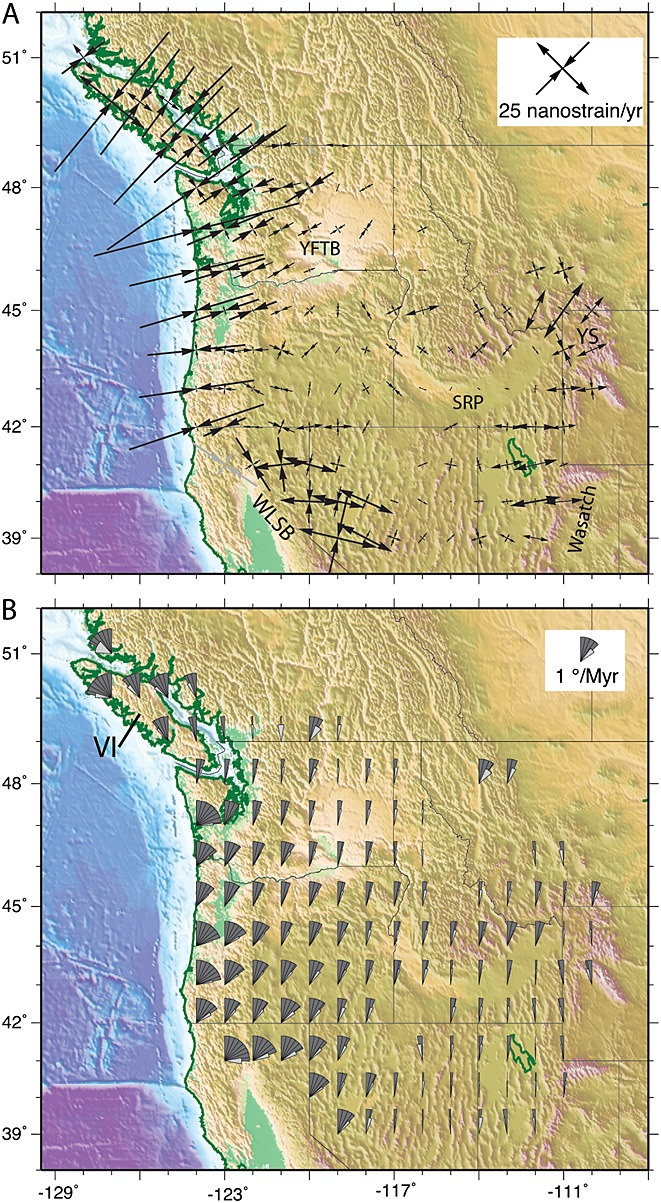 A
51°
48°
45°
42°
39°
25 nanostrain/yr
YFTB
YS
SRP
WLSB
Wasatch
B
51°
48°
45°
42°
39°
1 °/Myr
VI
-129°
-123°
-117°
-111°